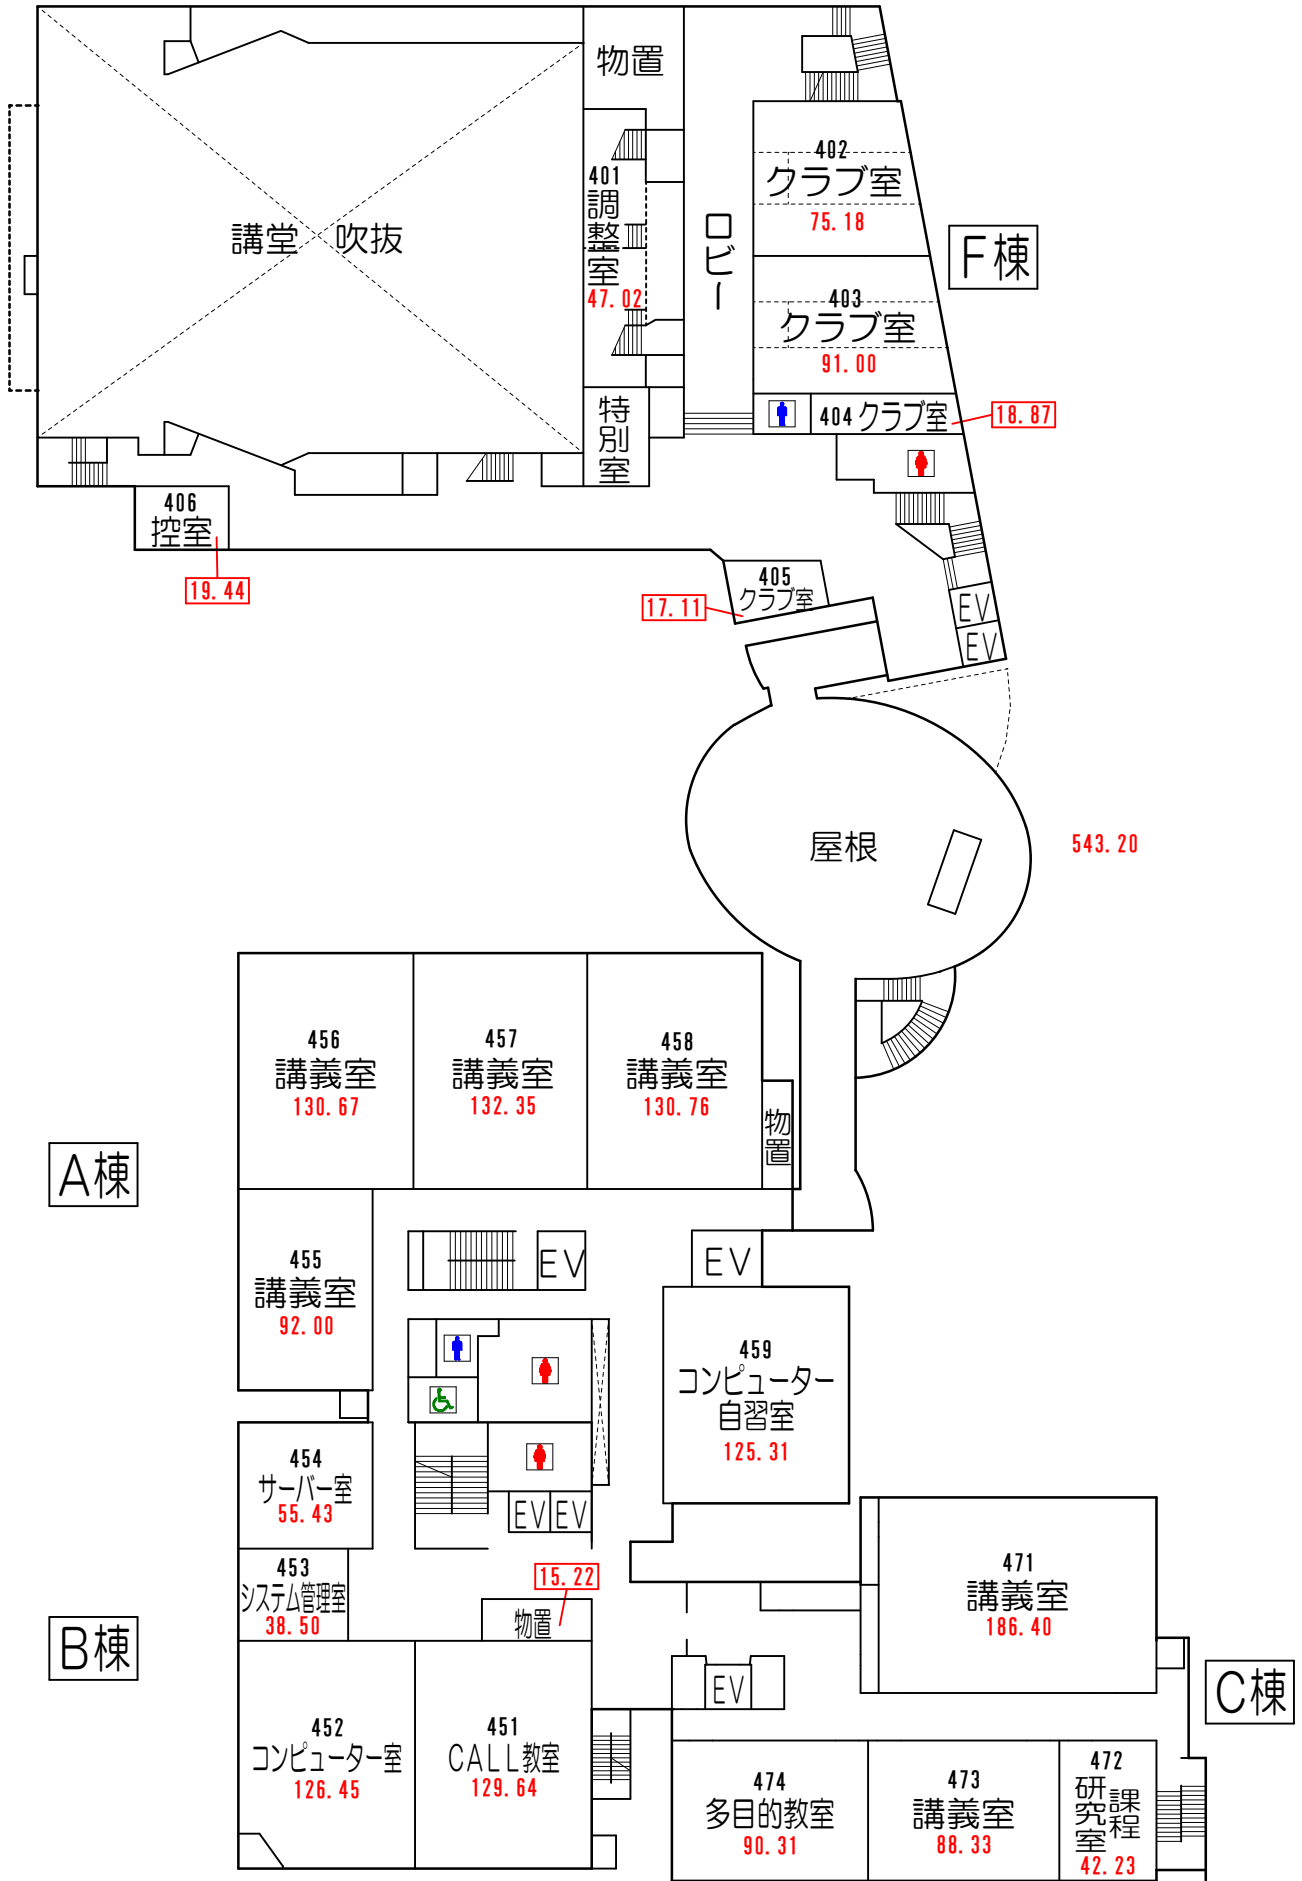 物置
402
クラブ室
75.18
401
調整室
47.02
講堂 吹抜
ロビー
F棟
403
クラブ室
91.00
特別室
404 クラブ室
18.87
406
控室
19.44
405
クラブ室
17.11
EV
EV
屋根
543.20
456
講義室
130.67
457
講義室
132.35
458
講義室
130.76
物置
A棟
455
講義室
92.00
EV
EV
459
コンピューター
自習室
125.31
454
サーバー室
55.43
EV EV
453
システム管理室
38.50
15.22
物置
471
講義室
186.40
B棟
C棟
EV
452
コンピューター室
126.45
451
CALL教室
129.64
474
多目的教室
90.31
473
講義室
88.33
472
課程
研究室
42.23